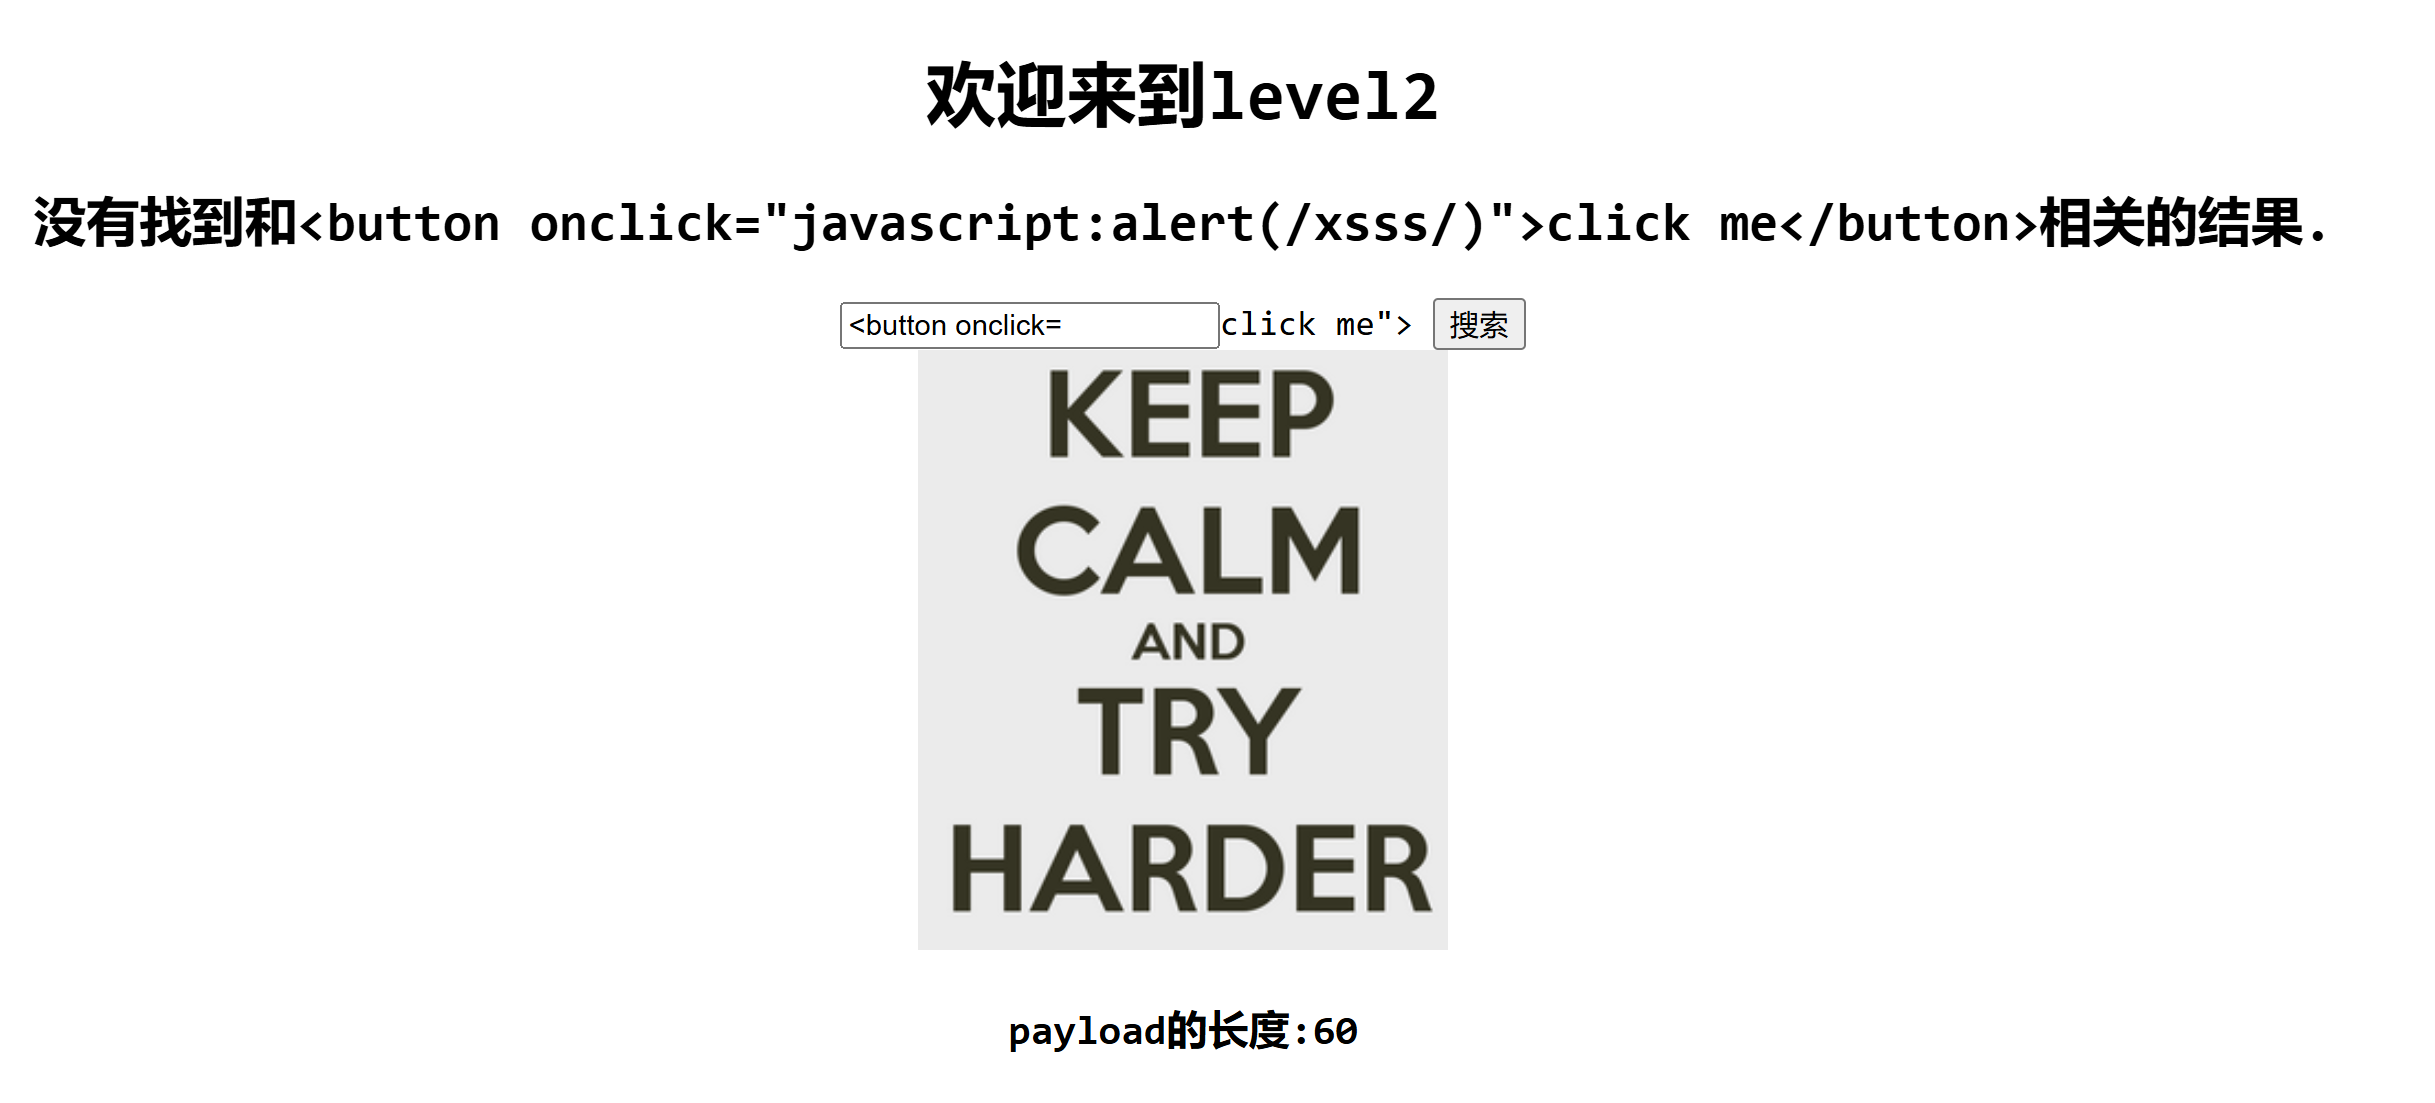 欢迎来到level2
没有找到和<button onclick="javascript:alert(/xsss/)">click me</button>相关的结果.
<button onclick= click me"> 搜索
KEEP
CALM
AND
TRY
HARDER
payload的长度:60